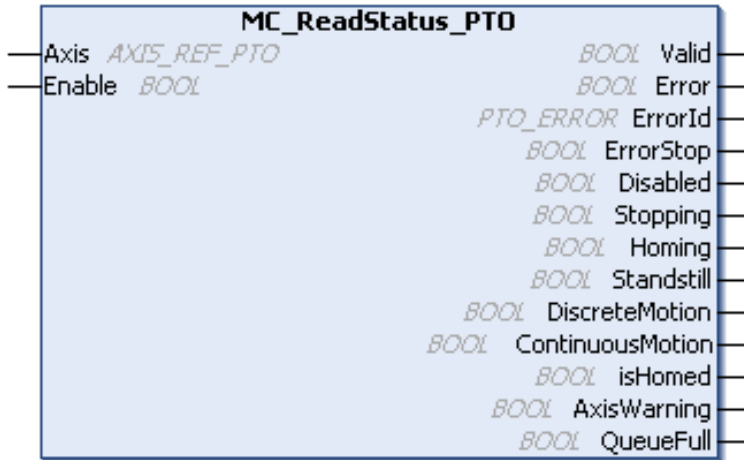 MC_ReadStatus_PTO
Axis AXIS_REF_PTO BOOL Valid
Enable BOOL BOOL Error
PTO_ERROR ErrorId
BOOL ErrorStop
BOOL Disabled
BOOL Stopping
BOOL Homing
BOOL Standstill
BOOL DiscreteMotion
BOOL ContinuousMotion
BOOL isHomed
BOOL AxisWarning
BOOL QueueFull